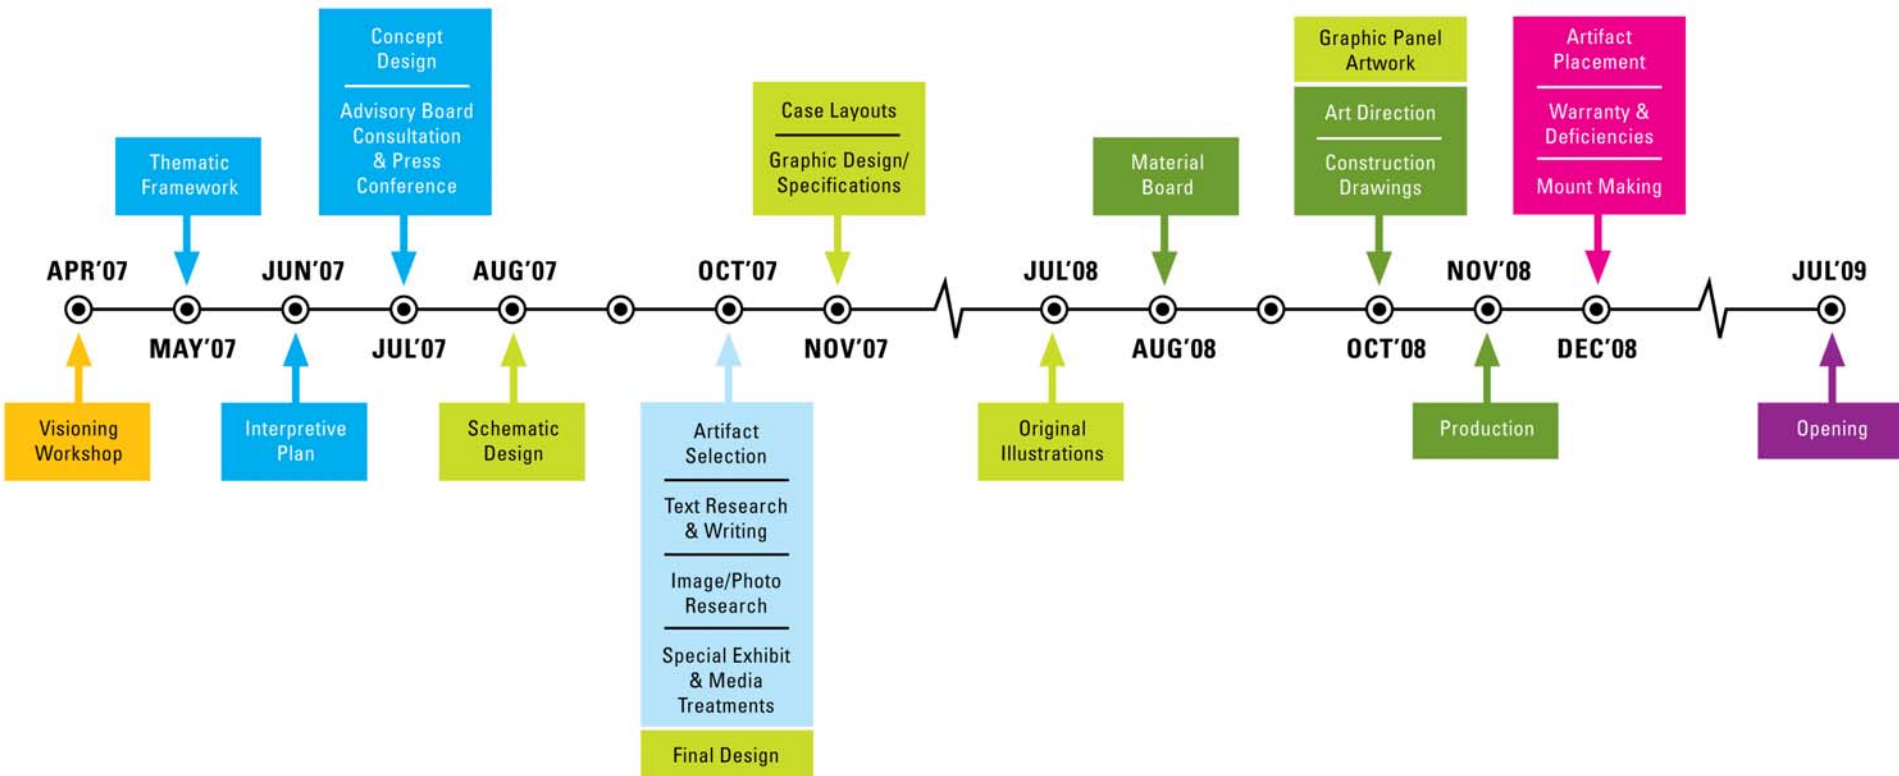 Concept
Design
Advisory Board
Consultation
& Press
Conference
Thematic
Framework
Case Layouts
Graphic Design/
Specifications
Material
Board
Graphic Panel
Artwork
Art Direction
Construction
Drawings
Artifact
Placement
Warranty &
Deficiencies
Mount Making
APR'07
JUN'07
AUG'07
OCT'07
JUL'08
NOV'08
JUL'09
MAY'07
JUL'07
NOV'07
AUG'08
OCT'08
DEC'08
Visioning
Workshop
Interpretive
Plan
Schematic
Design
Artifact
Selection
Text Research
& Writing
Image/Photo
Research
Special Exhibit
& Media
Treatments
Final Design
Original
Illustrations
Production
Opening